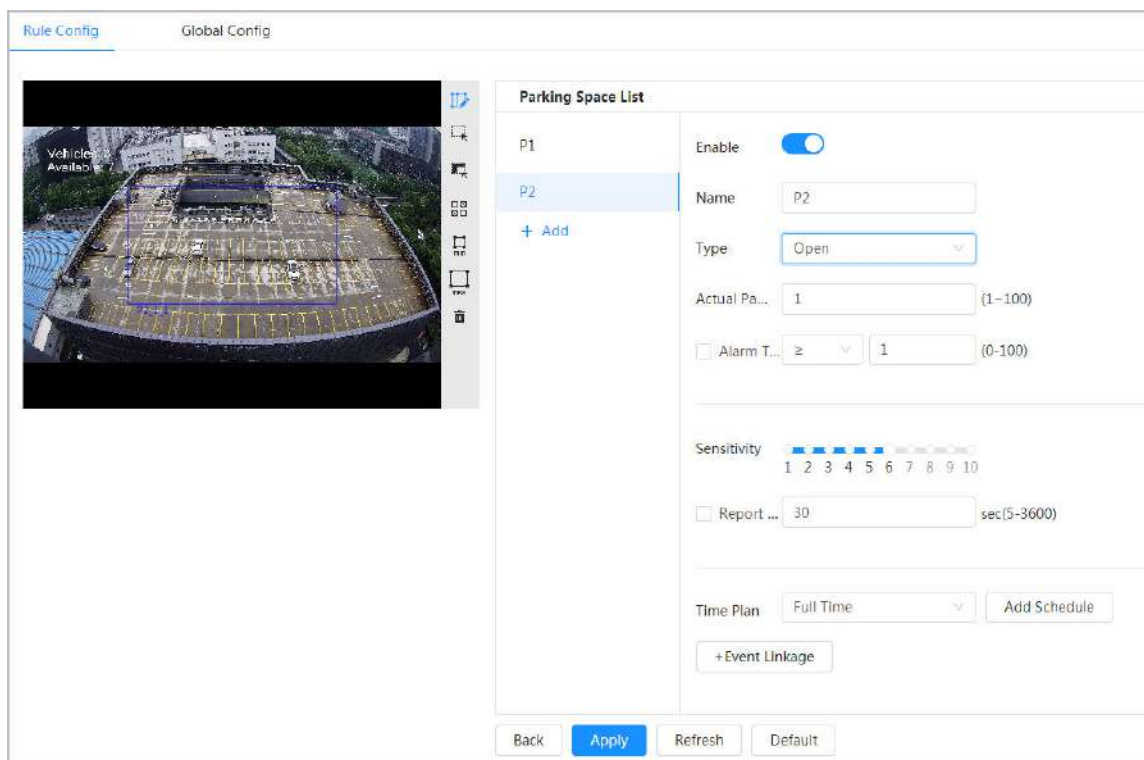 Rule Config Global Config
Vehicles
Available
min
max
Parking Space List
P1
P2
+ Add
Enable
Name P2
Type Open
Actual Pa... 1 (1~100)
Alarm T... ≥ 1 (0-100)
Sensitivity
1 2 3 4 5 6 7 8 9 10
Report ... 30 sec(5-3600)
Time Plan Full Time Add Schedule
+Event Linkage
Back Apply Refresh Default